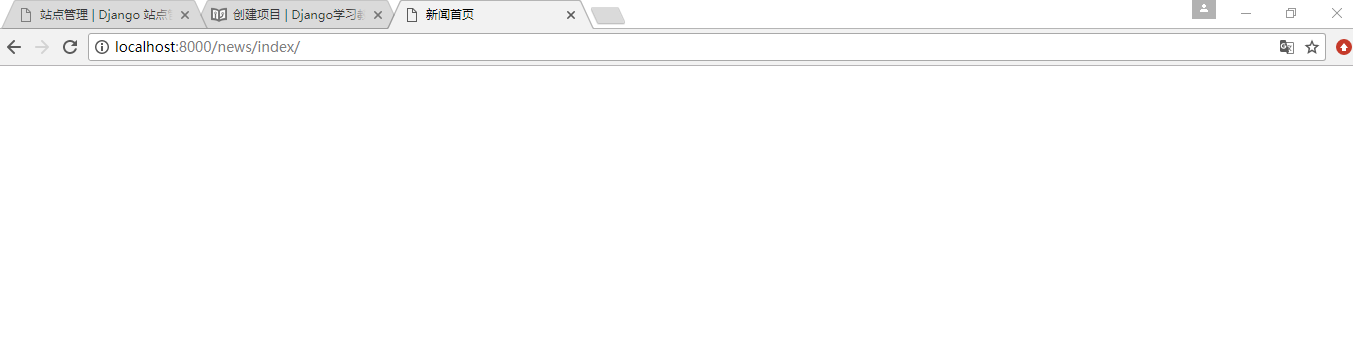 站点管理 | Django 站点
创建项目 | Django学习
新闻首页
localhost:8000/news/index/